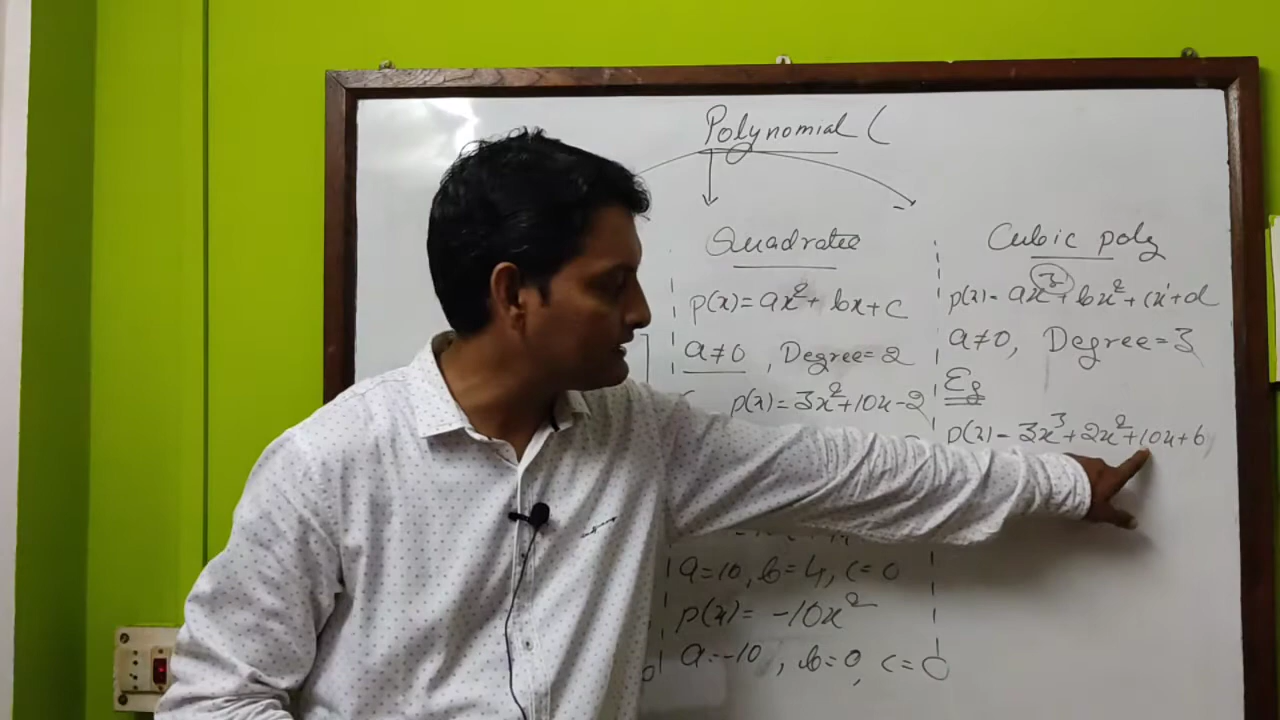 Polynomial (
Quadratic
p(x) = ax² + bx + c
a ≠ 0, Degree = 2
p(x) = 3x² + 10x - 2
a = 10, b = 4, c = 0
p(x) = -10x²
a = -10, b = 0, c = 0
Cubic poly
p(x) = ax³ + bx² + cx¹ + d
a ≠ 0, Degree = 3
Eg
p(x) = 3x³ + 2x² + 10x + 6